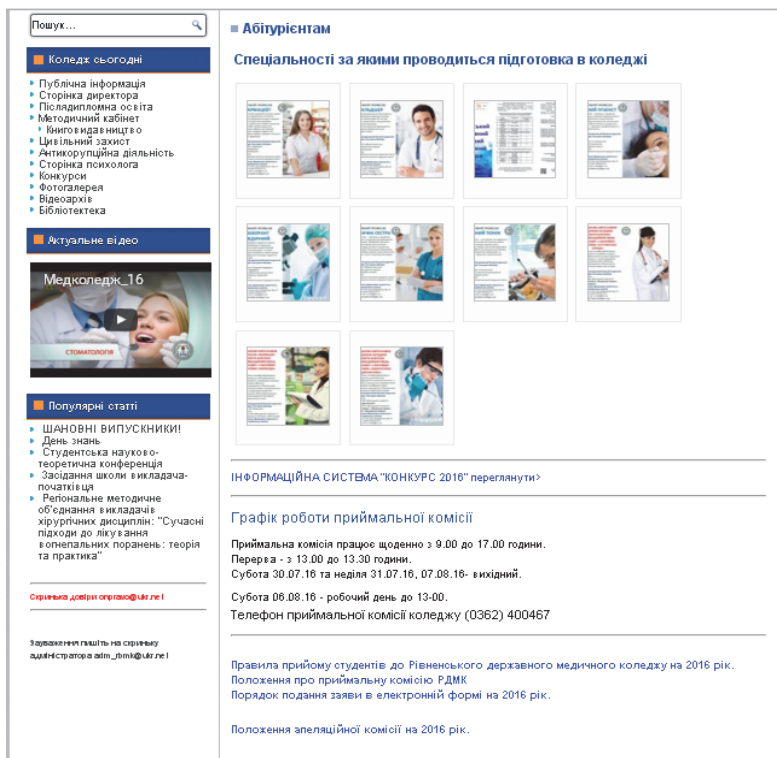 Пошук...
Коледж сьогодні
Публічна інформація
Сторінка директора
Післядипломна освіта
Методичний кабінет
Книговидавництво
Цивільний захист
Антикорупційна діяльність
Сторінка психолога
Конкурси
Фотогалерея
Відеоархів
Бібліотектека
Актуальне відео
Медколедж_16
СТОМАТОЛОГІЯ
Популярні статті
ШАНОВНІ ВИПУСКНИКИ!
День знань
Студентська науково-
теоретична конференція
Засідання школи викладача-
початківця
Регіональне методичне
об'єднання викладачів
хірургічних дисциплін: "Сучасні
підходи до лікування
вогнепальних поранень: теорія
та практика"
Скринька довіри onpravo@ukr.net
Зауваження пишіть на скриньку
адміністратора adm_rbmk@ukr.net
Абітурієнтам
Спеціальності за якими проводиться підготовка в коледжі
ІНФОРМАЦІЙНА СИСТЕМА "КОНКУРС 2016" переглянути>
Графік роботи приймальної комісії
Приймальна комісія працює щоденно з 9.00 до 17.00 години.
Перерва - з 13.00 до 13.30 години.
Субота 30.07.16 та неділя 31.07.16, 07.08.16- вихідний.
Субота 06.08.16 - робочий день до 13-00.
Телефон приймальної комісії коледжу (0362) 400467
Правила прийому студентів до Рівненського державного медичного коледжу на 2016 рік.
Положення про приймальну комісію РДМК
Порядок подання заяви в електронній формі на 2016 рік.
Положення апеляційної комісії на 2016 рік.